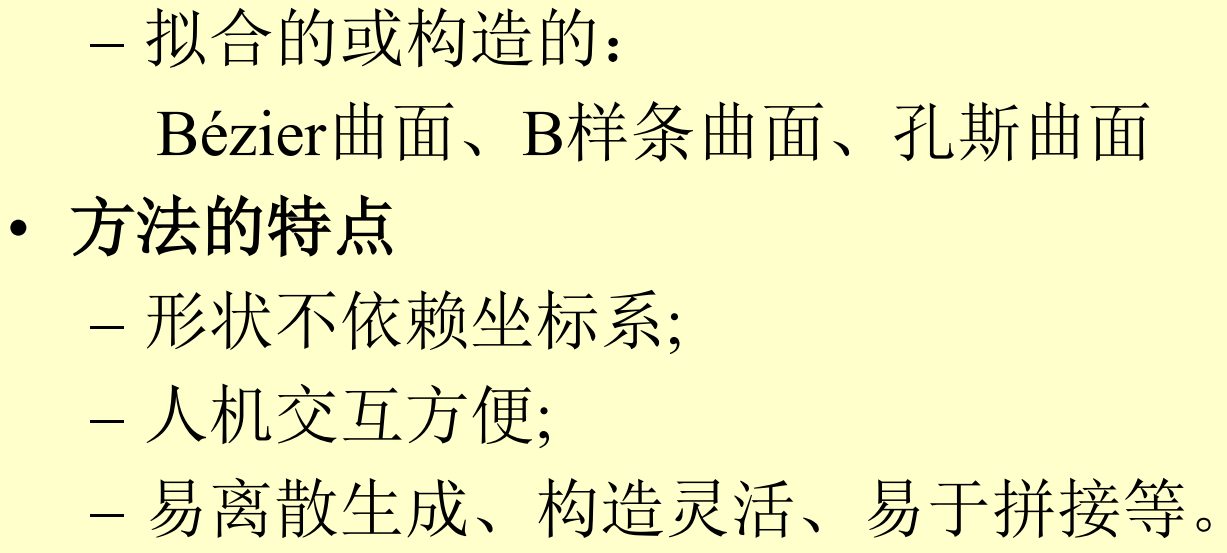 – 拟合的或构造的：
Bézier曲面、B样条曲面、孔斯曲面
• 方法的特点
– 形状不依赖坐标系;
– 人机交互方便;
– 易离散生成、构造灵活、易于拼接等。